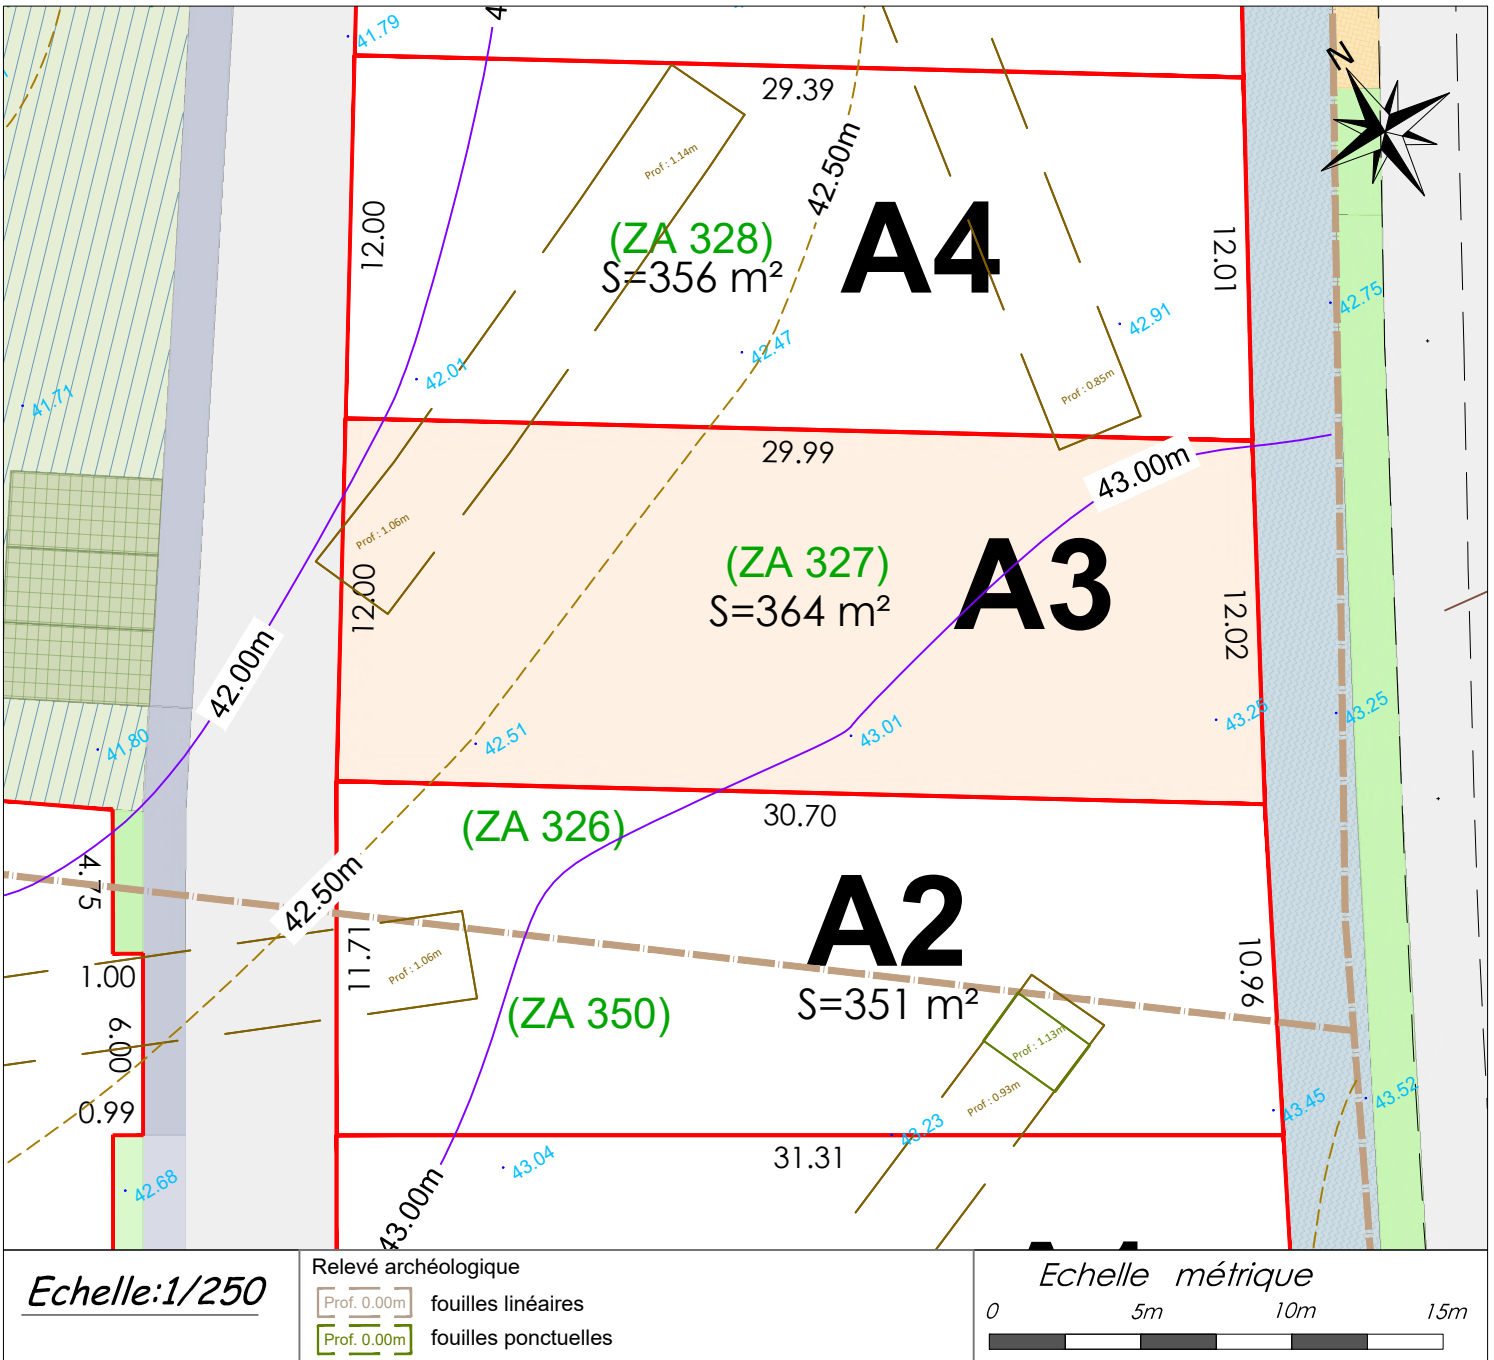 41.79
4
N
29.39
Prof : 1.14m
42.50m
A4
12.00
(ZA 328)
S=356 m²
12.01
42.75
42.91
42.47
42.01
41.71
Prof : 0.85m
29.99
43.00m
Prof : 1.06m
(ZA 327)
A3
S=364 m²
12.00
12.02
42.00m
43.25
43.25
41.80
42.51
43.01
30.70
(ZA 326)
4.75
42.50m
A2
11.71
Prof : 1.06m
10.96
1.00
S=351 m²
(ZA 350)
6.00
Prof : 1.13m
Prof : 0.93m
0.99
43.45
43.52
43.23
31.31
43.04
42.68
43.00m
Echelle:1/250
Relevé archéologique
Prof. 0.00m fouilles linéaires
Prof. 0.00m fouilles ponctuelles
Echelle métrique
0 5m 10m 15m